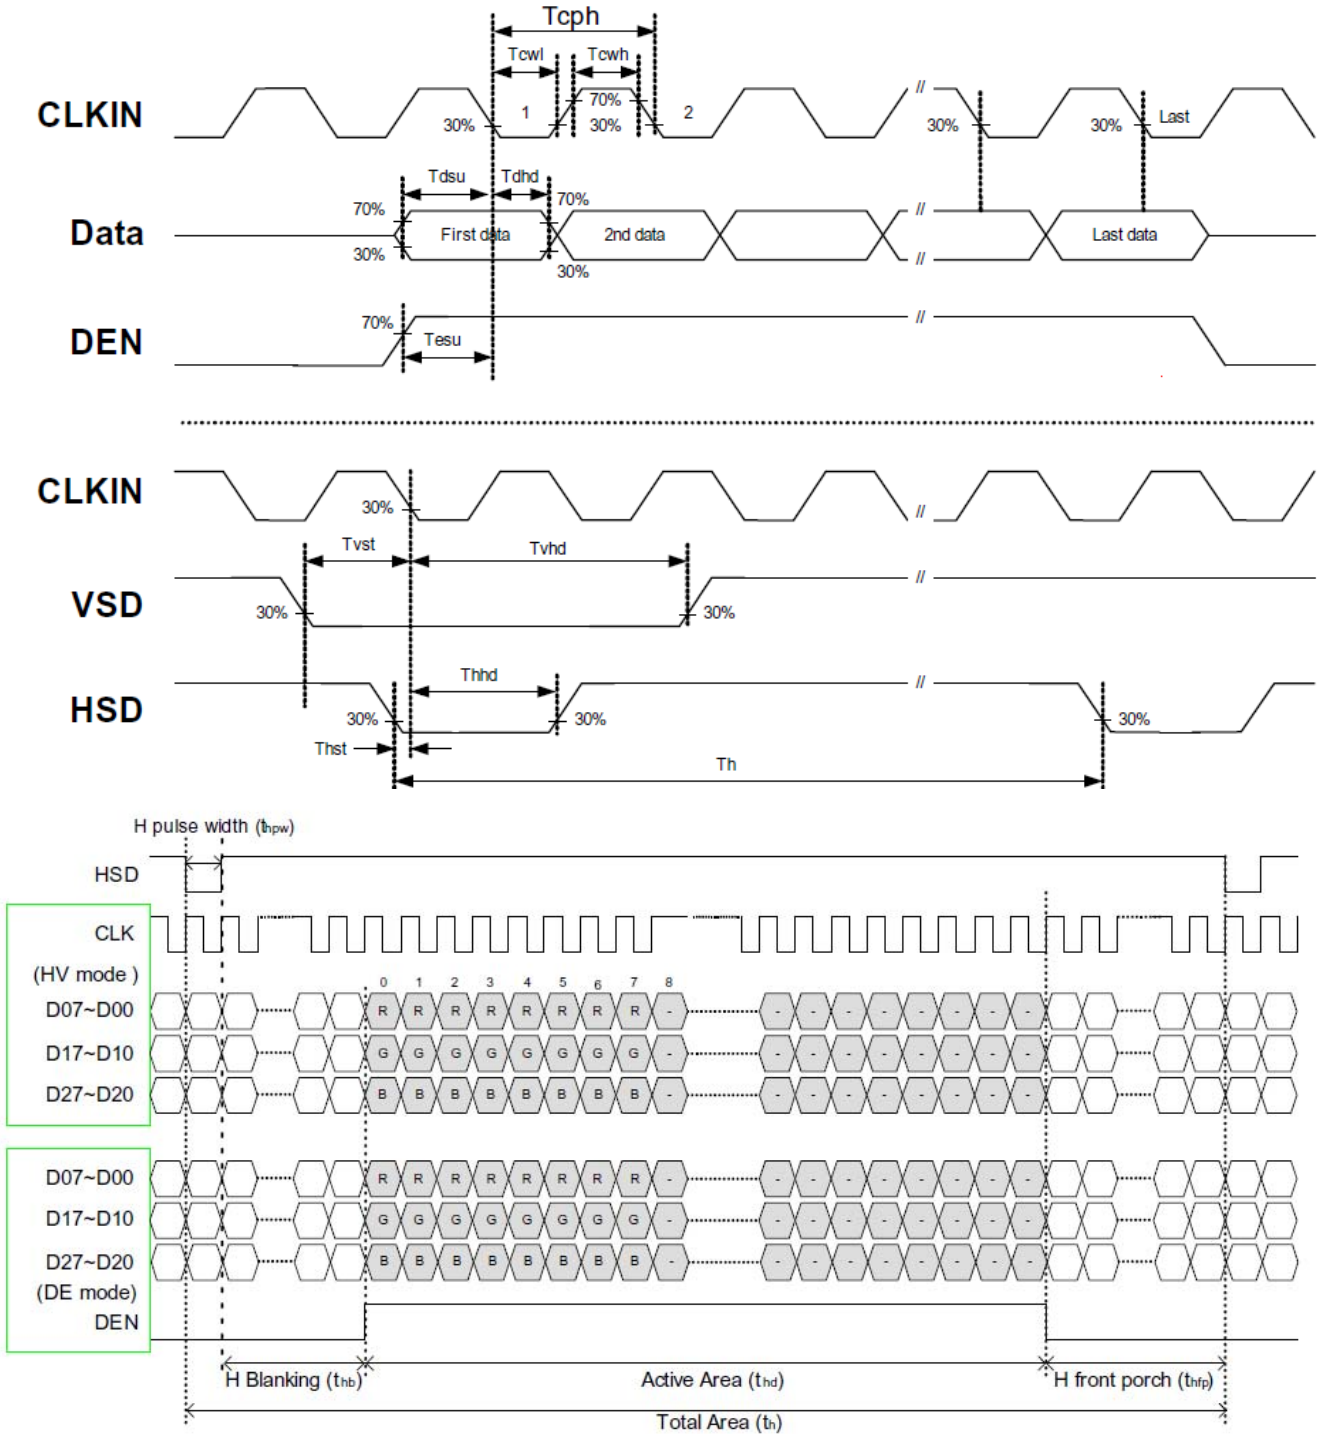 Tcph
Tcwl Tcwh
CLKIN 30% 1 70% 30% 2 // 30% 30% Last
Tdsu Tdhd
70% 70%
Data First data 2nd data // Last data
30% 30% //
70% //
DEN Tesu
CLKIN 30% //
Tvst Tvhd
//
VSD 30% 30%
Thhd //
HSD 30% 30% 30%
Thst Th
H pulse width (thpw)
HSD
CLK
(HV mode )
0 1 2 3 4 5 6 7 8
D07~D00 R R R R R R R R - - - - - - - - -
D17~D10 G G G G G G G G - - - - - - - - -
D27~D20 B B B B B B B B - - - - - - - - -
D07~D00 R R R R R R R R - - - - - - - - -
D17~D10 G G G G G G G G - - - - - - - - -
D27~D20 B B B B B B B B - - - - - - - - -
(DE mode)
DEN
H Blanking (thb) Active Area (thd) H front porch (thfp)
Total Area (th)